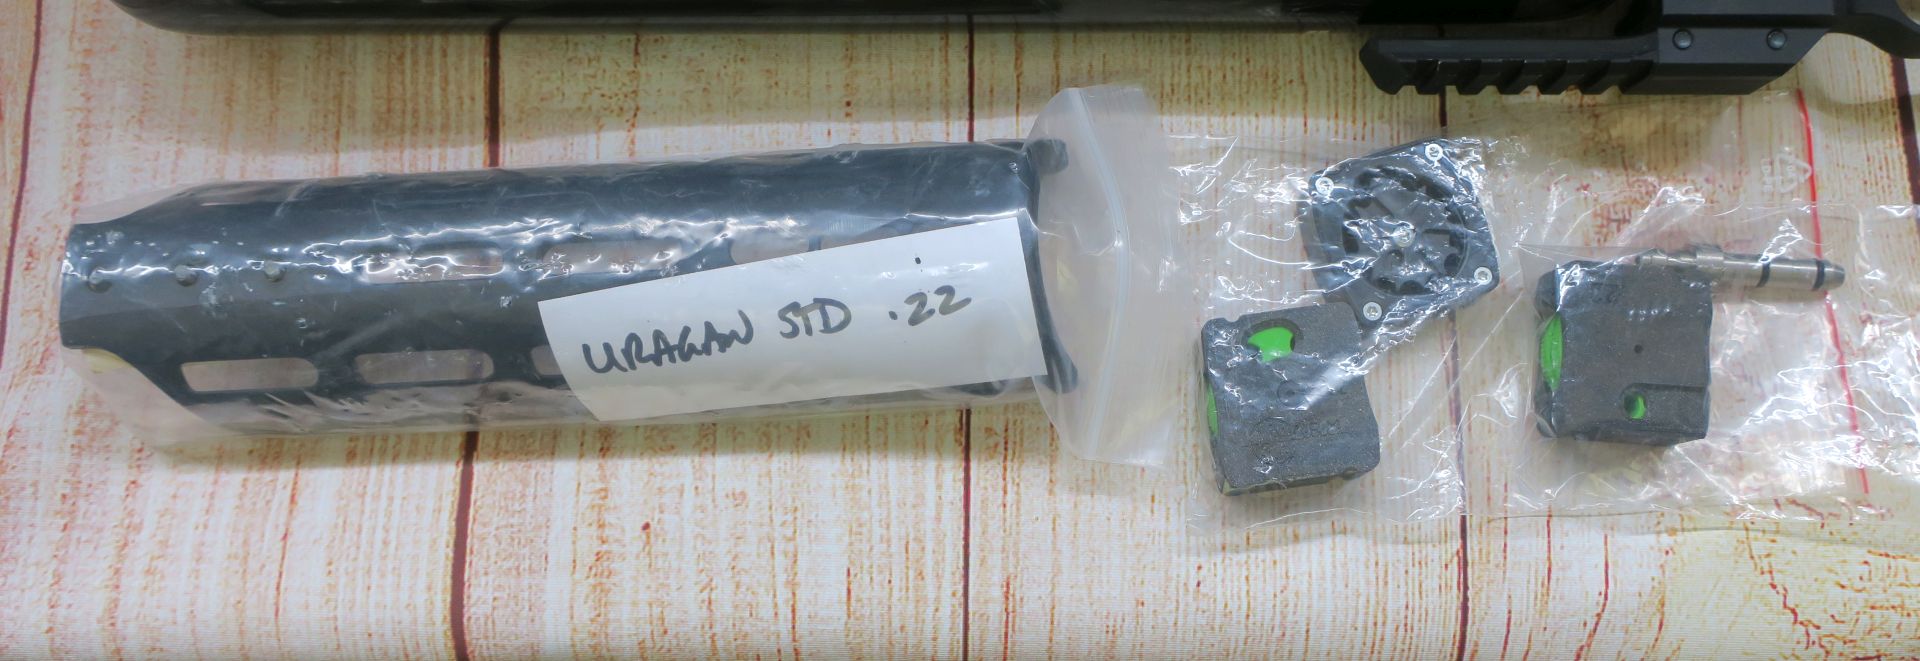 URAGAN STD .22